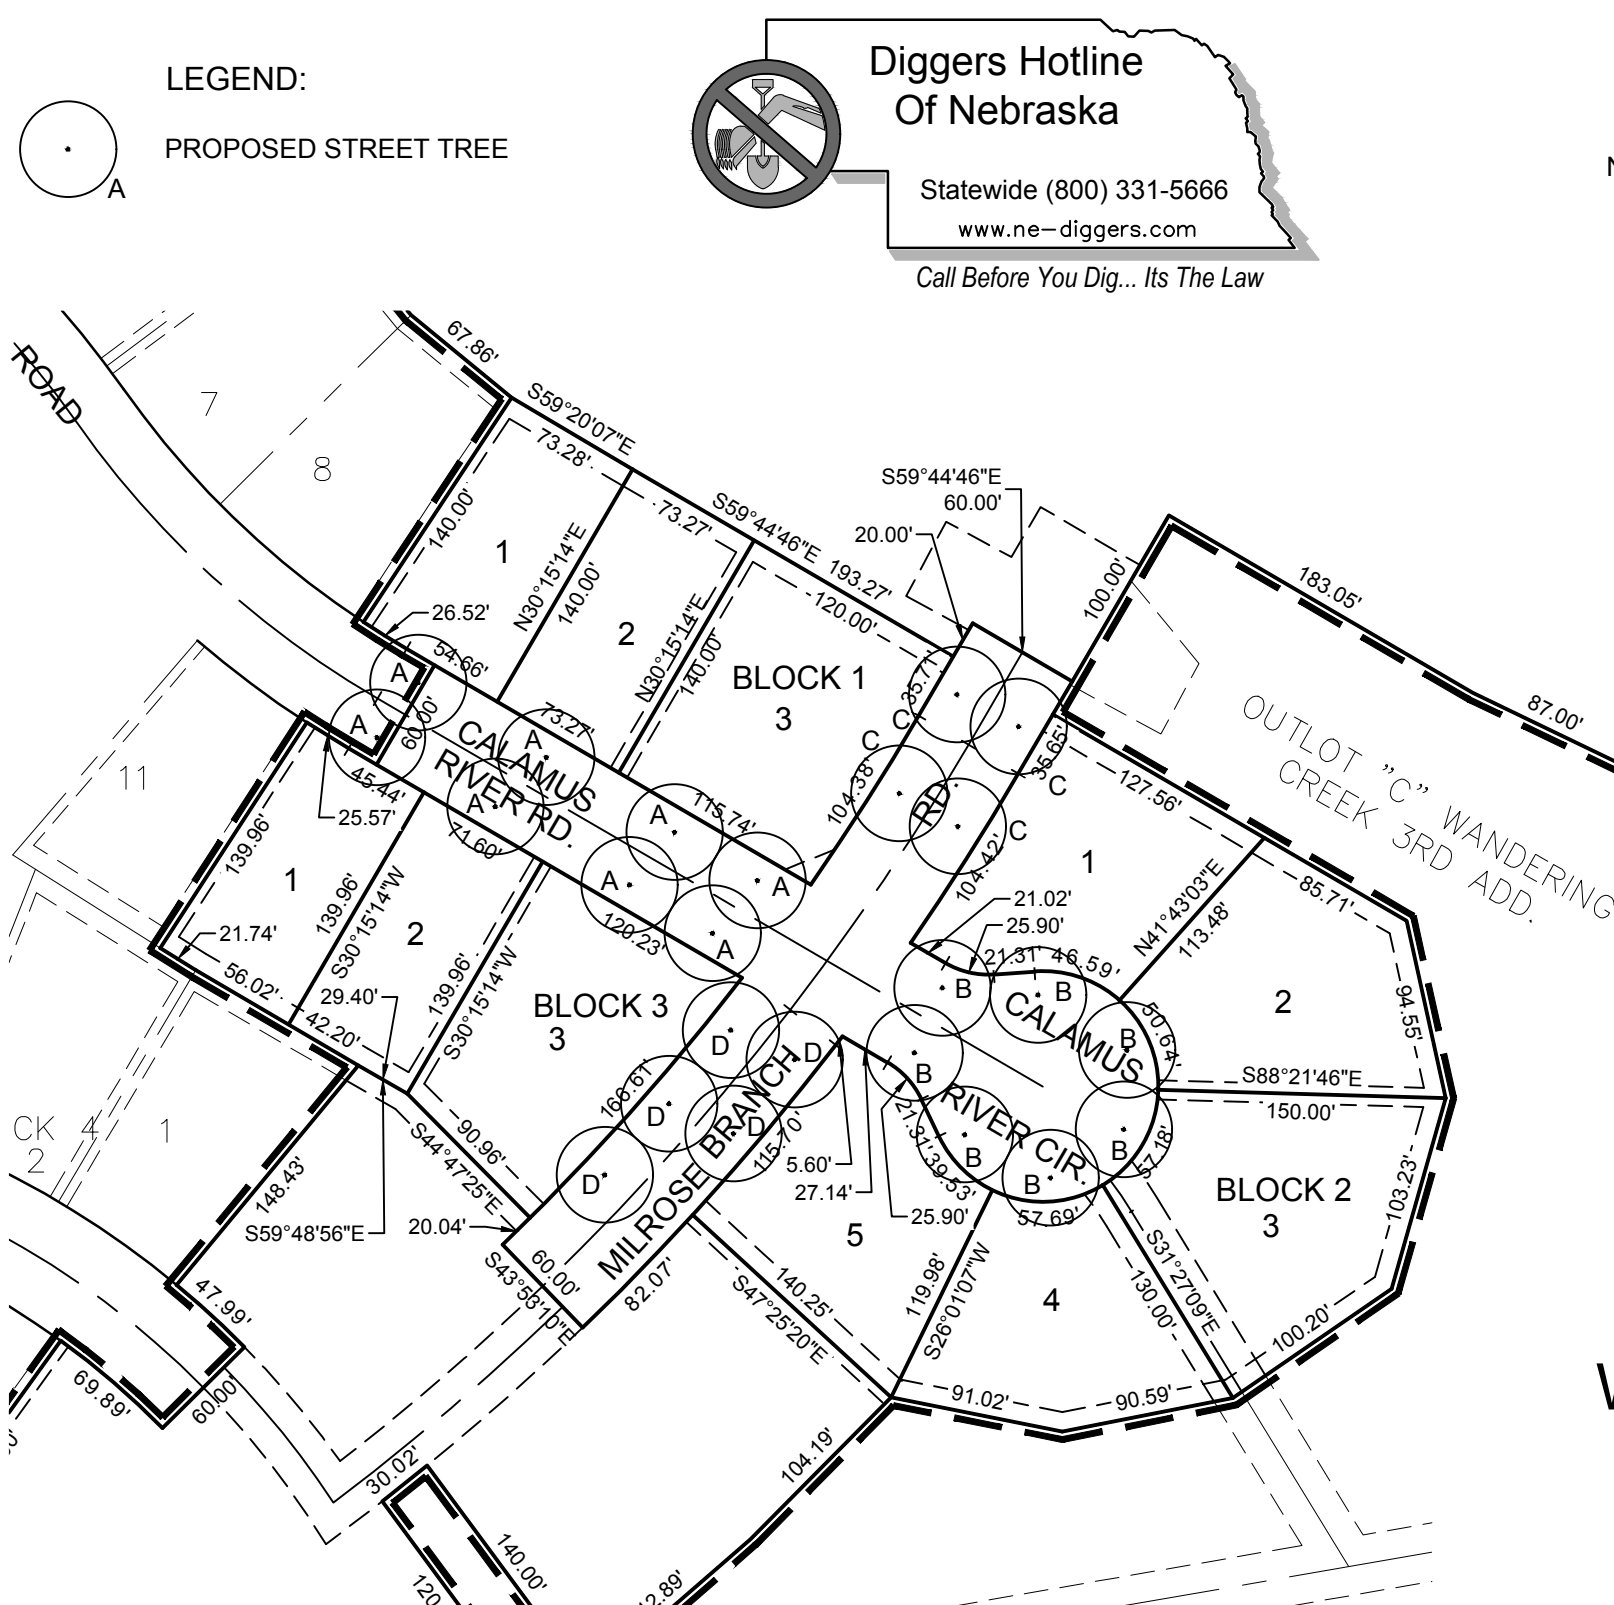 LEGEND:
PROPOSED STREET TREE
A
Diggers Hotline
Of Nebraska
Statewide (800) 331-5666
www.ne-diggers.com
Call Before You Dig... Its The Law
N
ROAD
7
8
67.86'
S59°20'07"E
73.28'
140.00'
1
N30°15'14"E
140.00'
S59°44'46"E
193.27'
73.27'
2
N30°15'14"E
140.00'
120.00'
BLOCK 1
3
S59°44'46"E
60.00'
20.00'
100.00'
183.05'
87.00'
OUTLOT "C" WANDERING
CREEK 3RD ADD.
26.52'
54.66'
A
A
60.00'
CALAMUS
RIVER RD.
73.27'
A
A
A
115.74'
A
A
A
35.71'
C
C
104.38'
RD.
35.65'
C
C
104.42'
127.56'
1
N41°43'03"E
113.48'
85.71'
11
45.44'
25.57'
71.60'
139.96'
1
139.96'
S30°15'14"W
2
120.23'
139.96'
S30°15'14"W
21.74'
56.02'
29.40'
42.20'
BLOCK 3
3
21.02'
25.90'
21.31'
46.59'
B
B
CALAMUS
RIVER CIR.
50.64'
B
2
94.55'
S88°21'46"E
150.00'
B
B
B
B
57.18'
BLOCK 2
3
103.23'
D
D
D
D
D
166.61'
MILROSE BRANCH
115.70'
5.60'
27.14'
25.90'
21.31'
39.53'
57.69'
CK 4
2
1
148.43'
90.96'
S44°47'25"E
S59°48'56"E
20.04'
60.00'
S43°53'10"E
82.07'
5
140.25'
S47°25'20"E
119.98'
S26°01'07"W
4
S31°27'09"E
130.00'
100.20'
91.02'
90.59'
47.99'
69.89'
60.00'
30.02'
104.19'
140.00'
120
2.89'